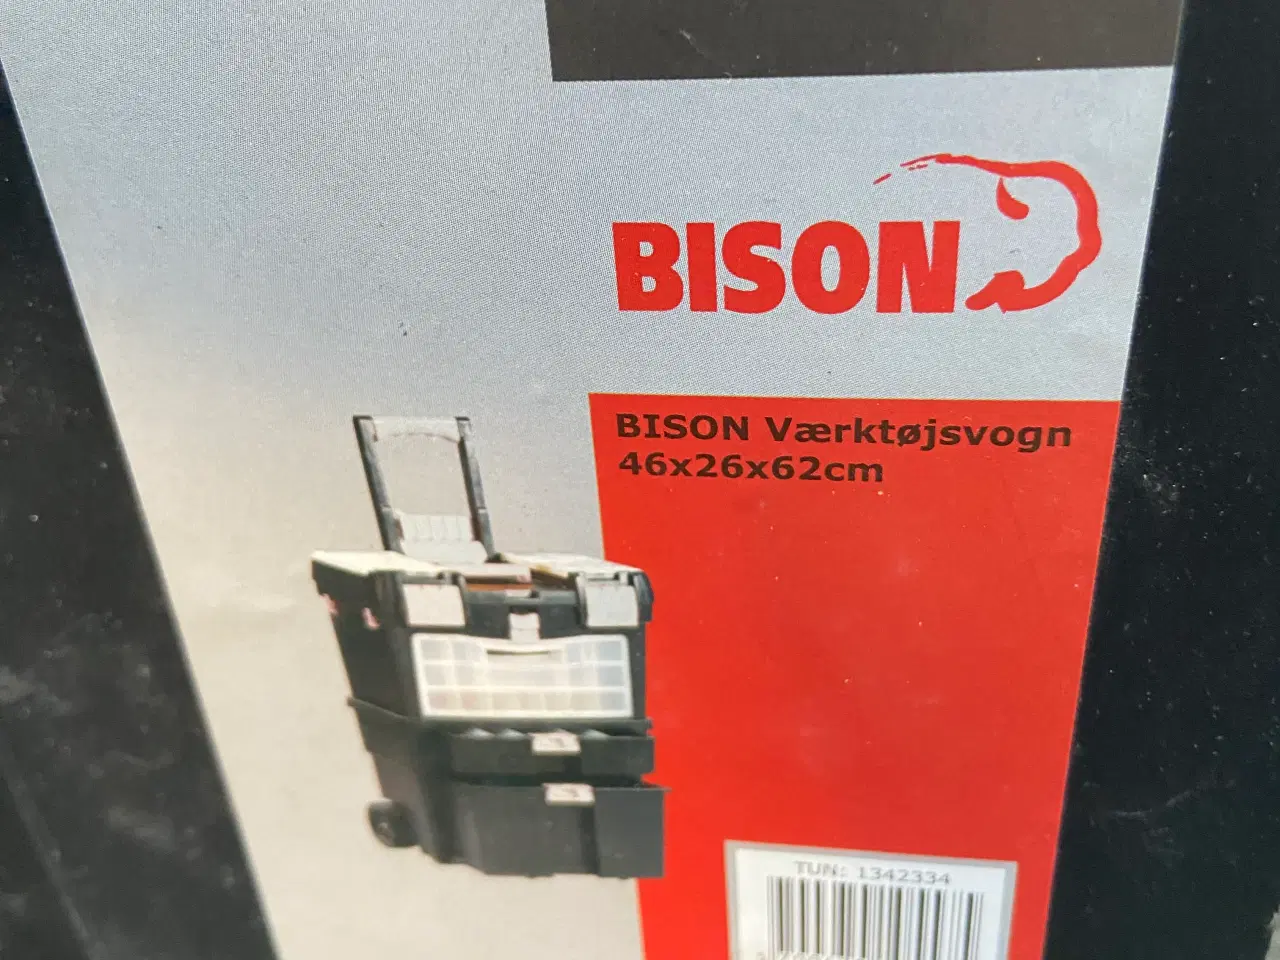 BISON
BISON Værktøjsvogn
46x26x62cm
TUN: 1342334